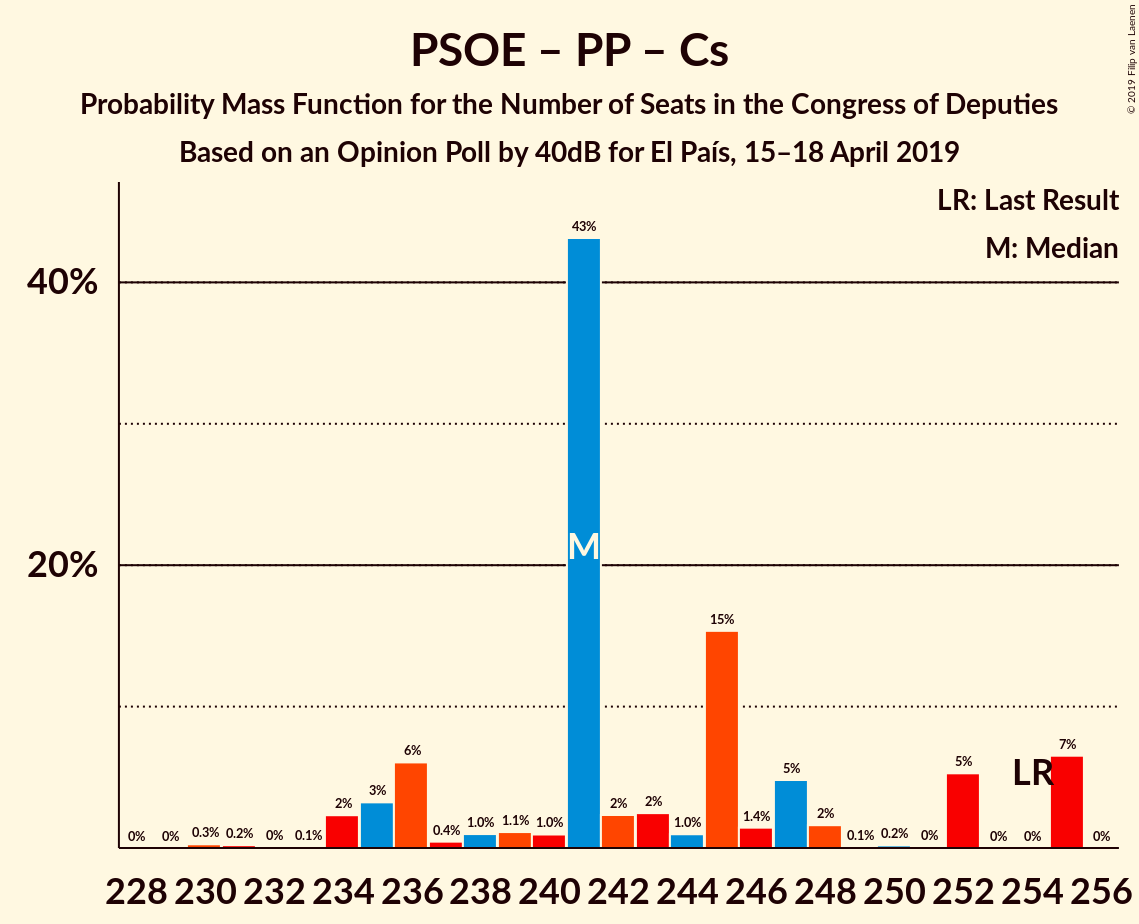 © 2019 Filip van Laenen
PSOE – PP – Cs
Probability Mass Function for the Number of Seats in the Congress of Deputies
Based on an Opinion Poll by 40dB for El País, 15–18 April 2019
LR: Last Result
M: Median
40%
20%
0% 0% 0.3% 0.2% 0% 0.1% 2% 3% 6% 0.4% 1.0% 1.1% 1.0% 43% 2% 2% 1.0% 15% 1.4% 5% 2% 0.1% 0.2% 0% 5% 0% 0% 7% 0%
M
LR
228 230 232 234 236 238 240 242 244 246 248 250 252 254 256